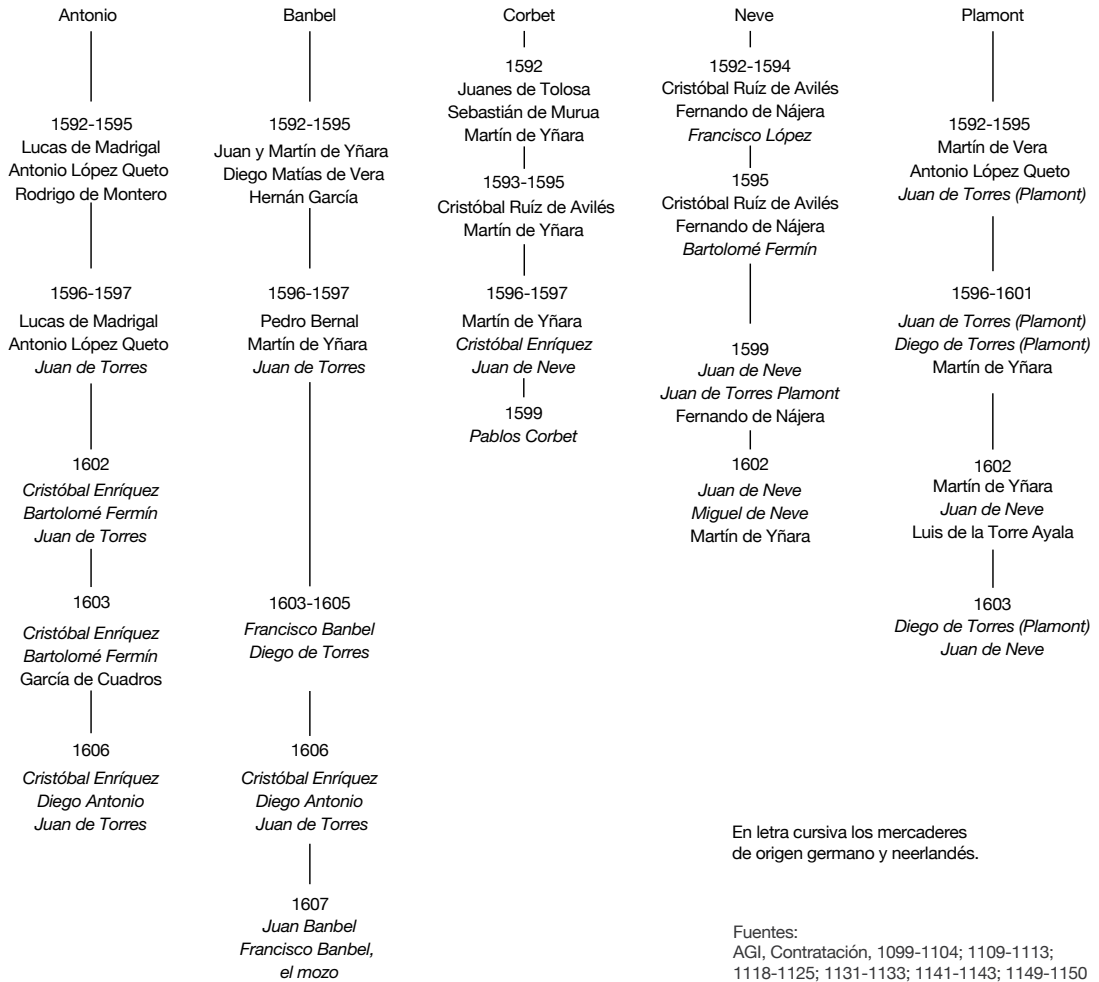 Antonio
1592-1595
Lucas de Madrigal
Antonio López Queto
Rodrigo de Montero
1596-1597
Lucas de Madrigal
Antonio López Queto
Juan de Torres
1602
Cristóbal Enríquez
Bartolomé Fermín
Juan de Torres
1603
Cristóbal Enríquez
Bartolomé Fermín
García de Cuadros
1606
Cristóbal Enríquez
Diego Antonio
Juan de Torres
Banbel
1592-1595
Juan y Martín de Yñara
Diego Matías de Vera
Hernán García
1596-1597
Pedro Bernal
Martín de Yñara
Juan de Torres
1603-1605
Francisco Banbel
Diego de Torres
1606
Cristóbal Enríquez
Diego Antonio
Juan de Torres
1607
Juan Banbel
Francisco Banbel,
el mozo
Corbet
1592
Juanes de Tolosa
Sebastián de Murua
Martín de Yñara
1593-1595
Cristóbal Ruíz de Avilés
Martín de Yñara
1596-1597
Martín de Yñara
Cristóbal Enríquez
Juan de Neve
1599
Pablos Corbet
Neve
1592-1594
Cristóbal Ruíz de Avilés
Fernando de Nájera
Francisco López
1595
Cristóbal Ruíz de Avilés
Fernando de Nájera
Bartolomé Fermín
1599
Juan de Neve
Juan de Torres Plamont
Fernando de Nájera
1602
Juan de Neve
Miguel de Neve
Martín de Yñara
Plamont
1592-1595
Martín de Vera
Antonio López Queto
Juan de Torres (Plamont)
1596-1601
Juan de Torres (Plamont)
Diego de Torres (Plamont)
Martín de Yñara
1602
Martín de Yñara
Juan de Neve
Luis de la Torre Ayala
1603
Diego de Torres (Plamont)
Juan de Neve
En letra cursiva los mercaderes
de origen germano y neerlandés.
Fuentes:
AGI, Contratación, 1099-1104; 1109-1113;
1118-1125; 1131-1133; 1141-1143; 1149-1150